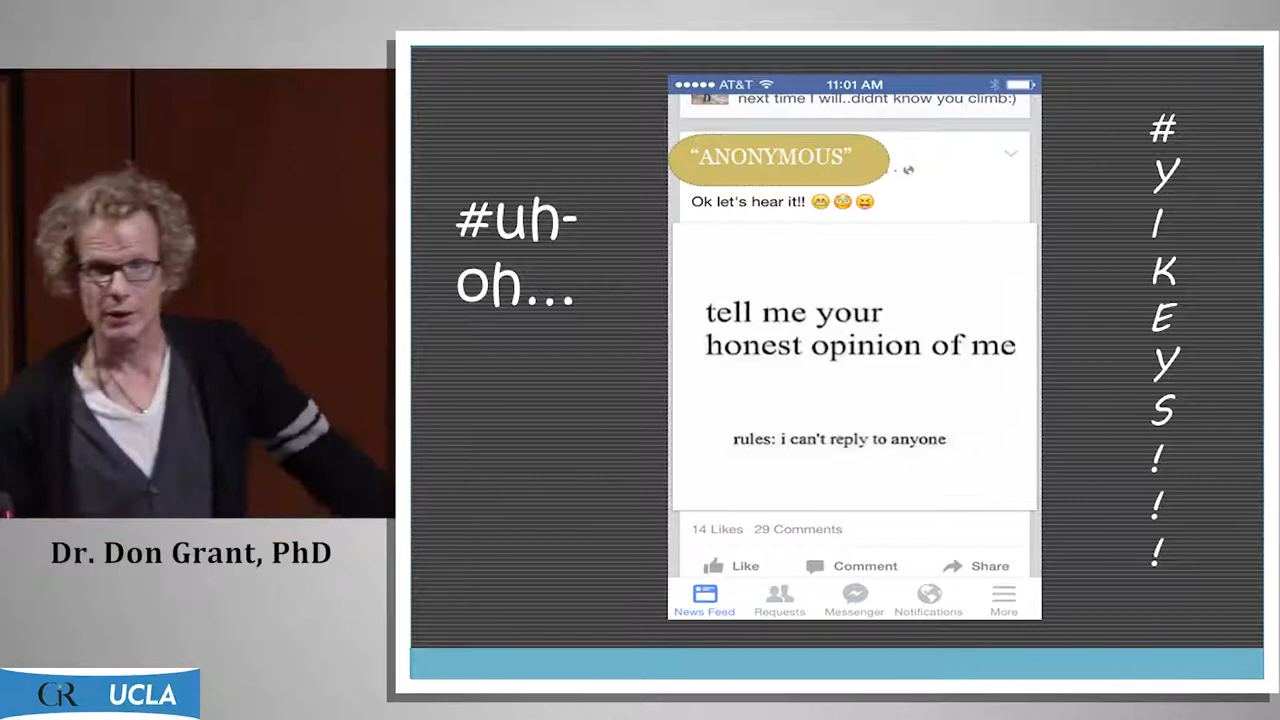 AT&T
11:01 AM
next time I will..didnt know you climb:)
“ANONYMOUS”
Ok let's hear it!! 😁😳😝
#uh-
oh...
tell me your
honest opinion of me
rules: i can't reply to anyone
14 Likes 29 Comments
Like Comment Share
News Feed Requests Messenger Notifications More
#
Y
I
K
E
Y
S
!
!
!
Dr. Don Grant, PhD
CIR UCLA